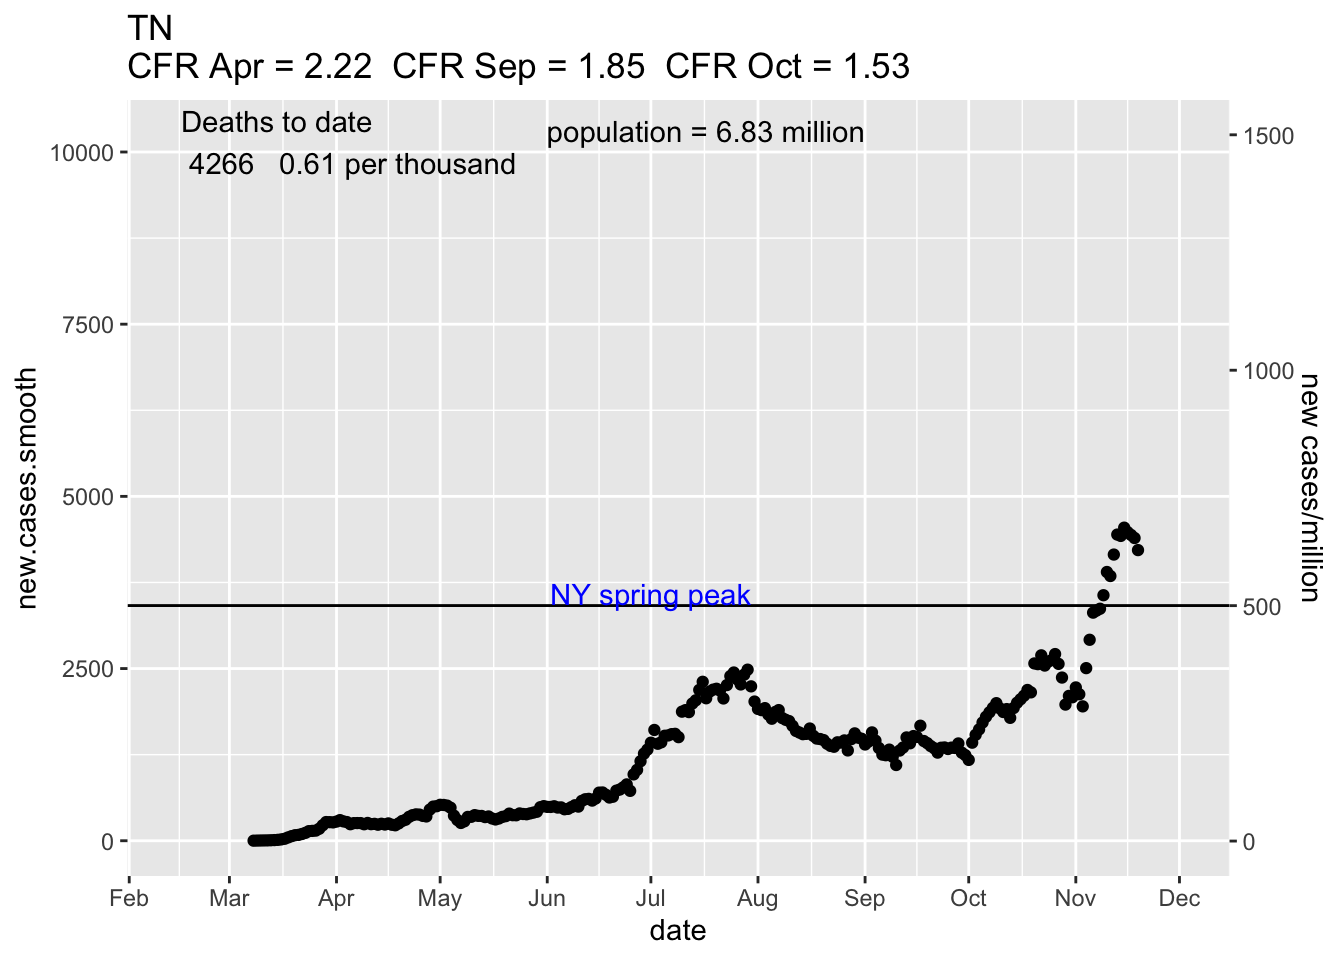 TN
CFR Apr = 2.22  CFR Sep = 1.85  CFR Oct = 1.53
Deaths to date
4266   0.61 per thousand
population = 6.83 million
NY spring peak
new.cases.smooth
10000
7500
5000
2500
0
new cases/million
1500
1000
500
0
Feb Mar Apr May Jun Jul Aug Sep Oct Nov Dec
date